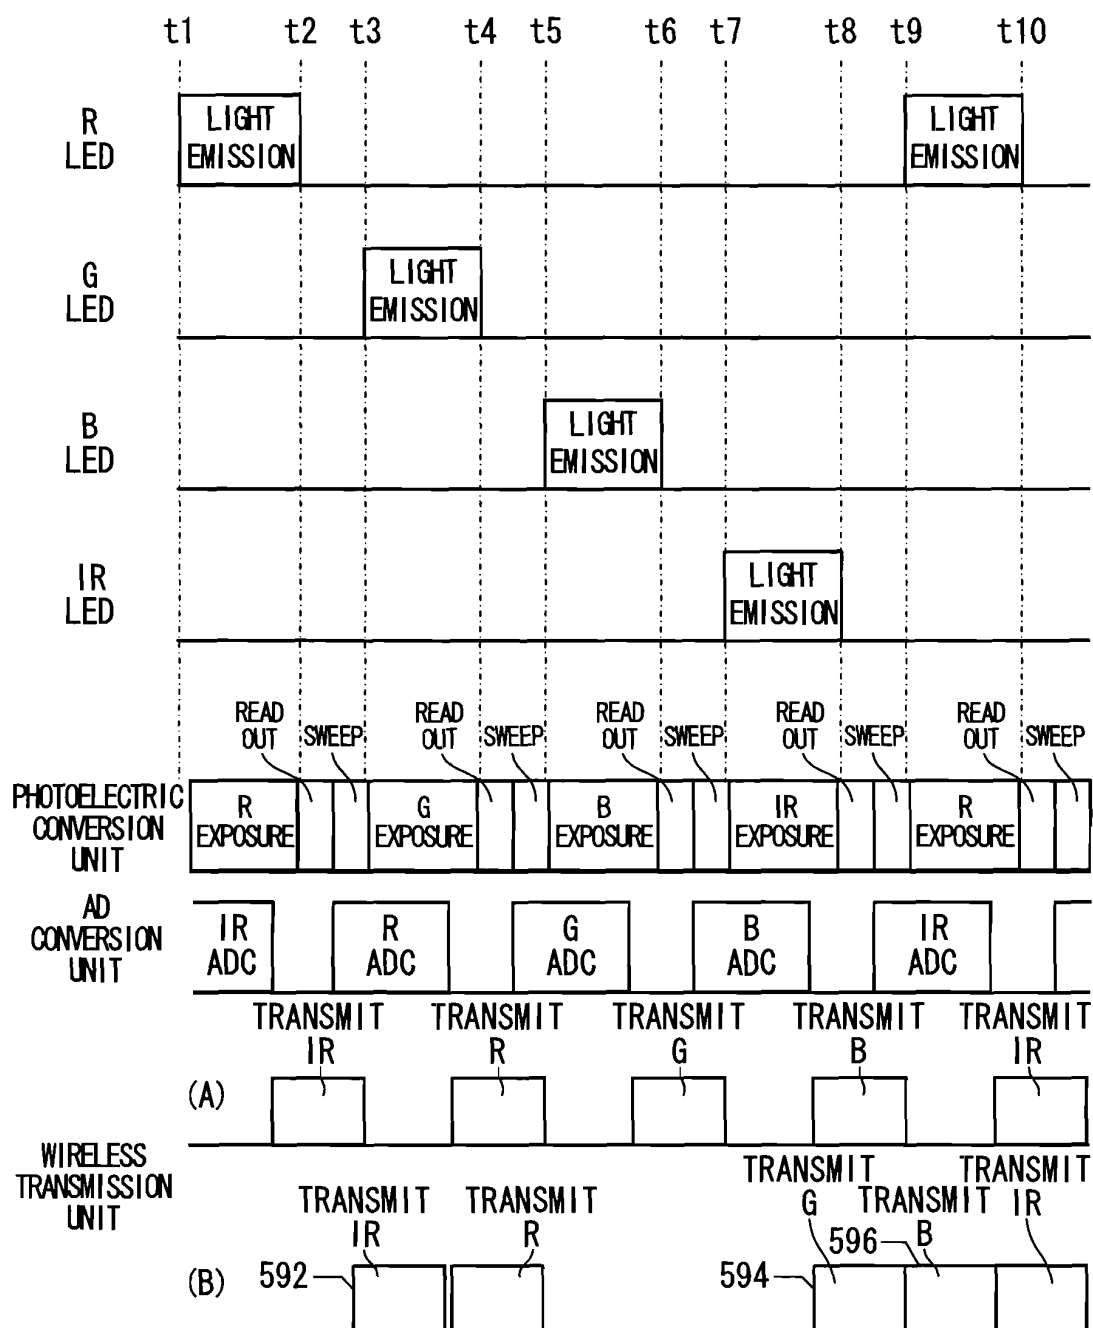 t1 t2 t3 t4 t5 t6 t7 t8 t9 t10
R
LED
LIGHT
EMISSION
LIGHT
EMISSION
G
LED
LIGHT
EMISSION
B
LED
LIGHT
EMISSION
IR
LED
LIGHT
EMISSION
READ
OUT
SWEEP
READ
OUT
SWEEP
READ
OUT
SWEEP
READ
OUT
SWEEP
READ
OUT
SWEEP
PHOTOELECTRIC
CONVERSION
UNIT
R
EXPOSURE
G
EXPOSURE
B
EXPOSURE
IR
EXPOSURE
R
EXPOSURE
AD
CONVERSION
UNIT
IR
ADC
R
ADC
G
ADC
B
ADC
IR
ADC
WIRELESS
TRANSMISSION
UNIT
(A)
TRANSMIT
IR
TRANSMIT
R
TRANSMIT
G
TRANSMIT
B
TRANSMIT
IR
(B)
TRANSMIT
IR
592
TRANSMIT
R
TRANSMIT
G
594
TRANSMIT
B
596
TRANSMIT
IR